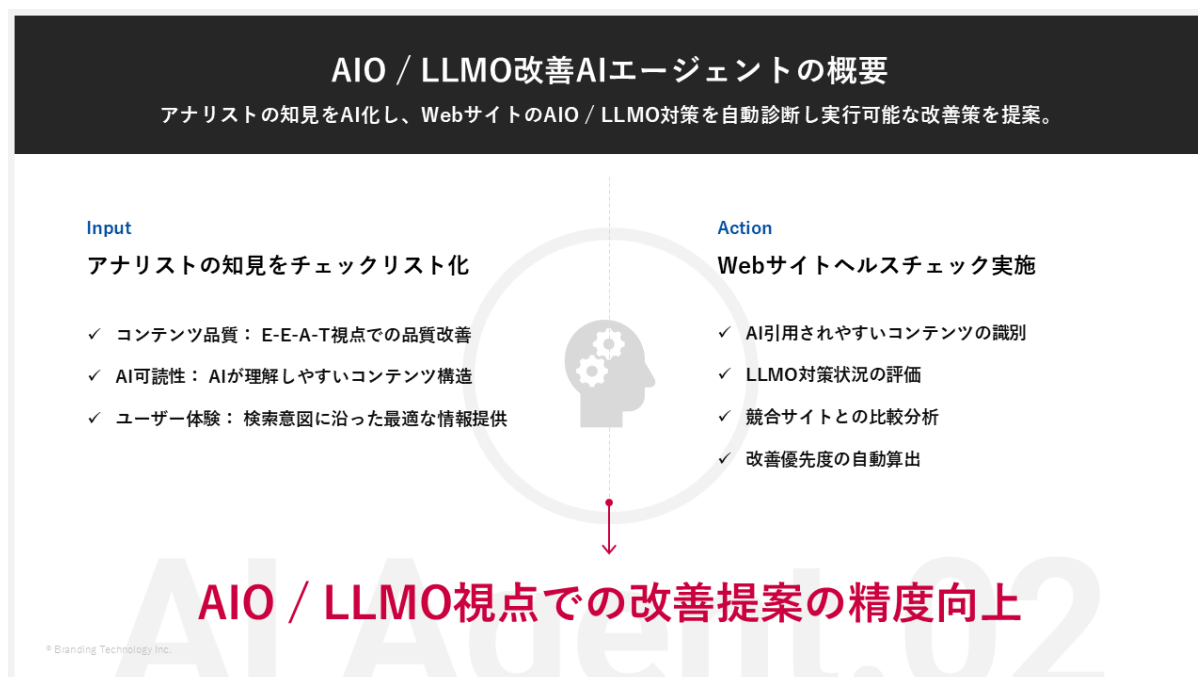 AIO / LLMO改善AIエージェントの概要
アナリストの知見をAI化し、WebサイトのAIO / LLMO対策を自動診断し実行可能な改善策を提案。
Input
アナリストの知見をチェックリスト化
✓ コンテンツ品質： E-E-A-T視点での品質改善
✓ AI可読性： AIが理解しやすいコンテンツ構造
✓ ユーザー体験： 検索意図に沿った最適な情報提供
Action
Webサイトヘルスチェック実施
✓ AI引用されやすいコンテンツの識別
✓ LLMO対策状況の評価
✓ 競合サイトとの比較分析
✓ 改善優先度の自動算出
AIO / LLMO視点での改善提案の精度向上
AI Agent.02
© Branding Technology Inc.